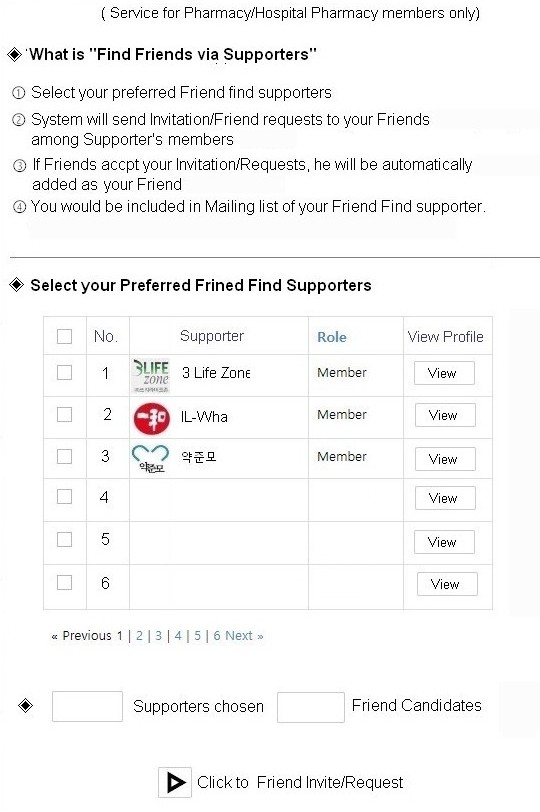 ( Service for Pharmacy/Hospital Pharmacy members only)
◈ 'What is "Find Friends via Supporters"
① Select your preferred Friend find supporters
② System will send Invitation/Friend requests to your Friends
among Supporter's members
③ If Friends accpt your Invitation/Requests, he will be automatically
added as your Friend
④ You would be included in Mailing list of your Friend Find supporter.
◈ Select your Preferred Frined Find Supporters
No. Supporter Role View Profile
1 3LIFE zone 3 Life Zone Member View
2 IL-Wha Member View
3 약준모 약준모 Member View
4 View
5 View
6 View
« Previous 1 | 2 | 3 | 4 | 5 | 6 Next »
◈ Supporters chosen Friend Candidates
Click to Friend Invite/Request